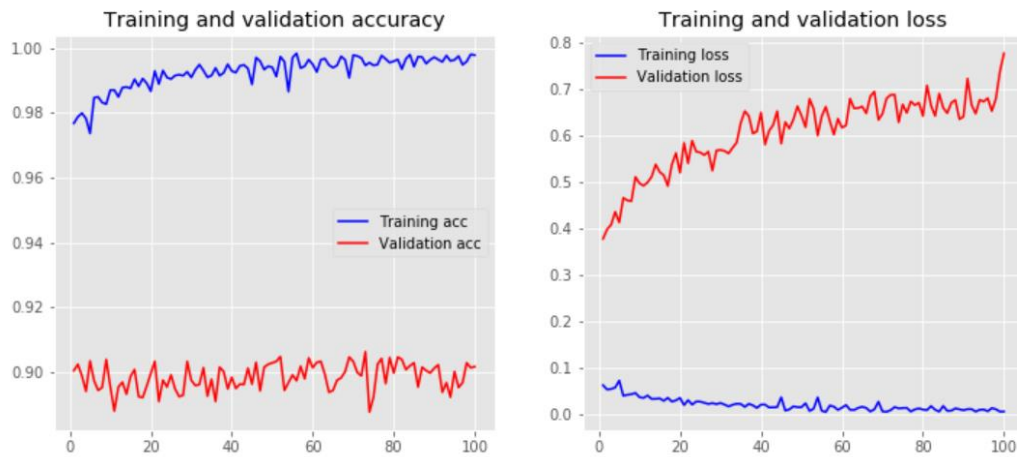 Training and validation accuracy
1.00
0.98
0.96
0.94
0.92
0.90
Training acc
Validation acc
0 20 40 60 80 100
Training and validation loss
0.8
0.7
0.6
0.5
0.4
0.3
0.2
0.1
0.0
Training loss
Validation loss
0 20 40 60 80 100